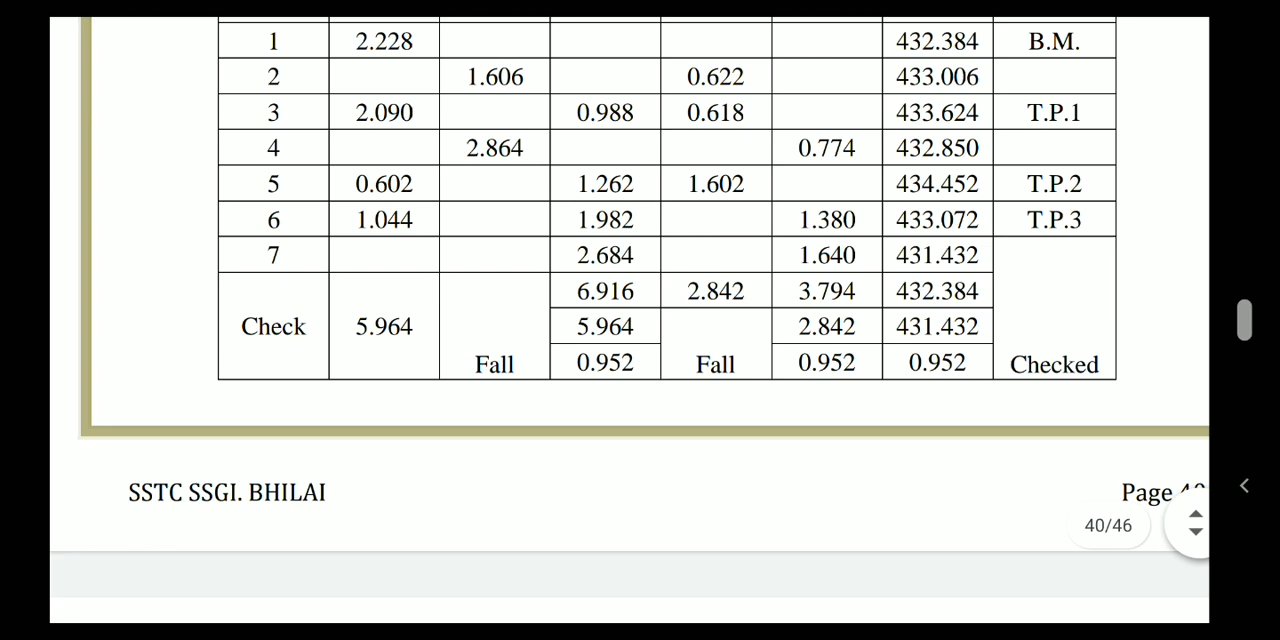 1 2.228 432.384 B.M.
2 1.606 0.622 433.006
3 2.090 0.988 0.618 433.624 T.P.1
4 2.864 0.774 432.850
5 0.602 1.262 1.602 434.452 T.P.2
6 1.044 1.982 1.380 433.072 T.P.3
7 2.684 1.640 431.432
6.916 2.842 3.794 432.384
Check 5.964 5.964 2.842 431.432
Fall 0.952 Fall 0.952 0.952 Checked
SSTC SSGI. BHILAI Page
40/46